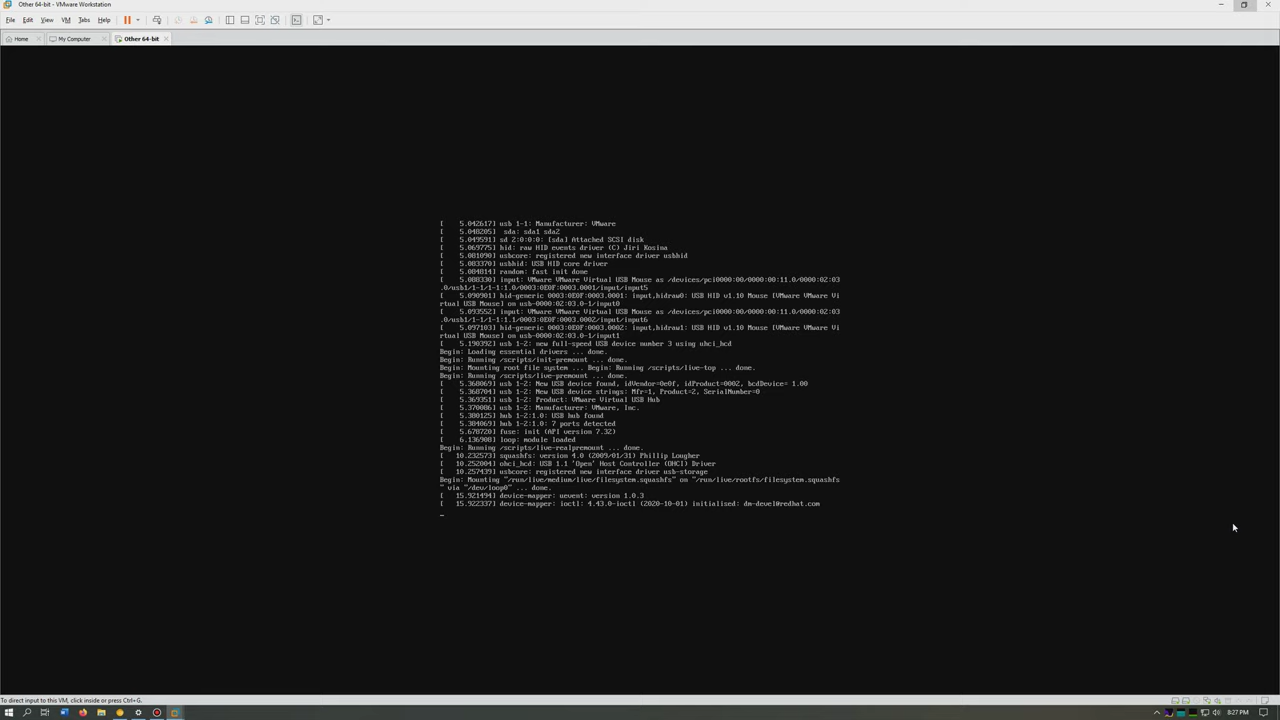 Other 64-bit - VMware Workstation
File Edit View VM Tabs Help
Home My Computer Other 64-bit
[    5.042617] usb 1-1: Manufacturer: VMware
[    5.048205]  sda: sda1 sda2
[    5.049591] sd 2:0:0:0: [sda] Attached SCSI disk
[    5.069775] hid: raw HID events driver (C) Jiri Kosina
[    5.081090] usbcore: registered new interface driver usbhid
[    5.083370] usbhid: USB HID core driver
[    5.084814] random: fast init done
[    5.088330] input: VMware VMware Virtual USB Mouse as /devices/pci0000:00/0000:00:11.0/0000:02:03
.0/usb1/1-1/1-1:1.0/0003:0E0F:0003.0001/input/input5
[    5.090901] hid-generic 0003:0E0F:0003.0001: input,hidraw0: USB HID v1.10 Mouse [VMware VMware Vi
rtual USB Mouse] on usb-0000:02:03.0-1/input0
[    5.093552] input: VMware VMware Virtual USB Mouse as /devices/pci0000:00/0000:00:11.0/0000:02:03
.0/usb1/1-1/1-1:1.1/0003:0E0F:0003.0002/input/input6
[    5.097103] hid-generic 0003:0E0F:0003.0002: input,hidraw1: USB HID v1.10 Mouse [VMware VMware Vi
rtual USB Mouse] on usb-0000:02:03.0-1/input1
[    5.190392] usb 1-2: new full-speed USB device number 3 using uhci_hcd
Begin: Loading essential drivers ... done.
Begin: Running /scripts/init-premount ... done.
Begin: Mounting root file system ... Begin: Running /scripts/live-top ... done.
Begin: Running /scripts/live-premount ... done.
[    5.368069] usb 1-2: New USB device found, idVendor=0e0f, idProduct=0002, bcdDevice= 1.00
[    5.368704] usb 1-2: New USB device strings: Mfr=1, Product=2, SerialNumber=0
[    5.369351] usb 1-2: Product: VMware Virtual USB Hub
[    5.370086] usb 1-2: Manufacturer: VMware, Inc.
[    5.380125] hub 1-2:1.0: USB hub found
[    5.384069] hub 1-2:1.0: 7 ports detected
[    5.678720] fuse: init (API version 7.32)
[    6.136908] loop: module loaded
Begin: Running /scripts/live-realpremount ... done.
[   10.232573] squashfs: version 4.0 (2009/01/31) Phillip Lougher
[   10.252004] ohci_hcd: USB 1.1 'Open' Host Controller (OHCI) Driver
[   10.257439] usbcore: registered new interface driver usb-storage
Begin: Mounting "/run/live/medium/live/filesystem.squashfs" on "/run/live/rootfs/filesystem.squashfs
" via "/dev/loop0" ... done.
[   15.921494] device-mapper: uevent: version 1.0.3
[   15.922337] device-mapper: ioctl: 4.43.0-ioctl (2020-10-01) initialised: dm-devel@redhat.com
To direct input to this VM, click inside or press Ctrl+G.
8:27 PM